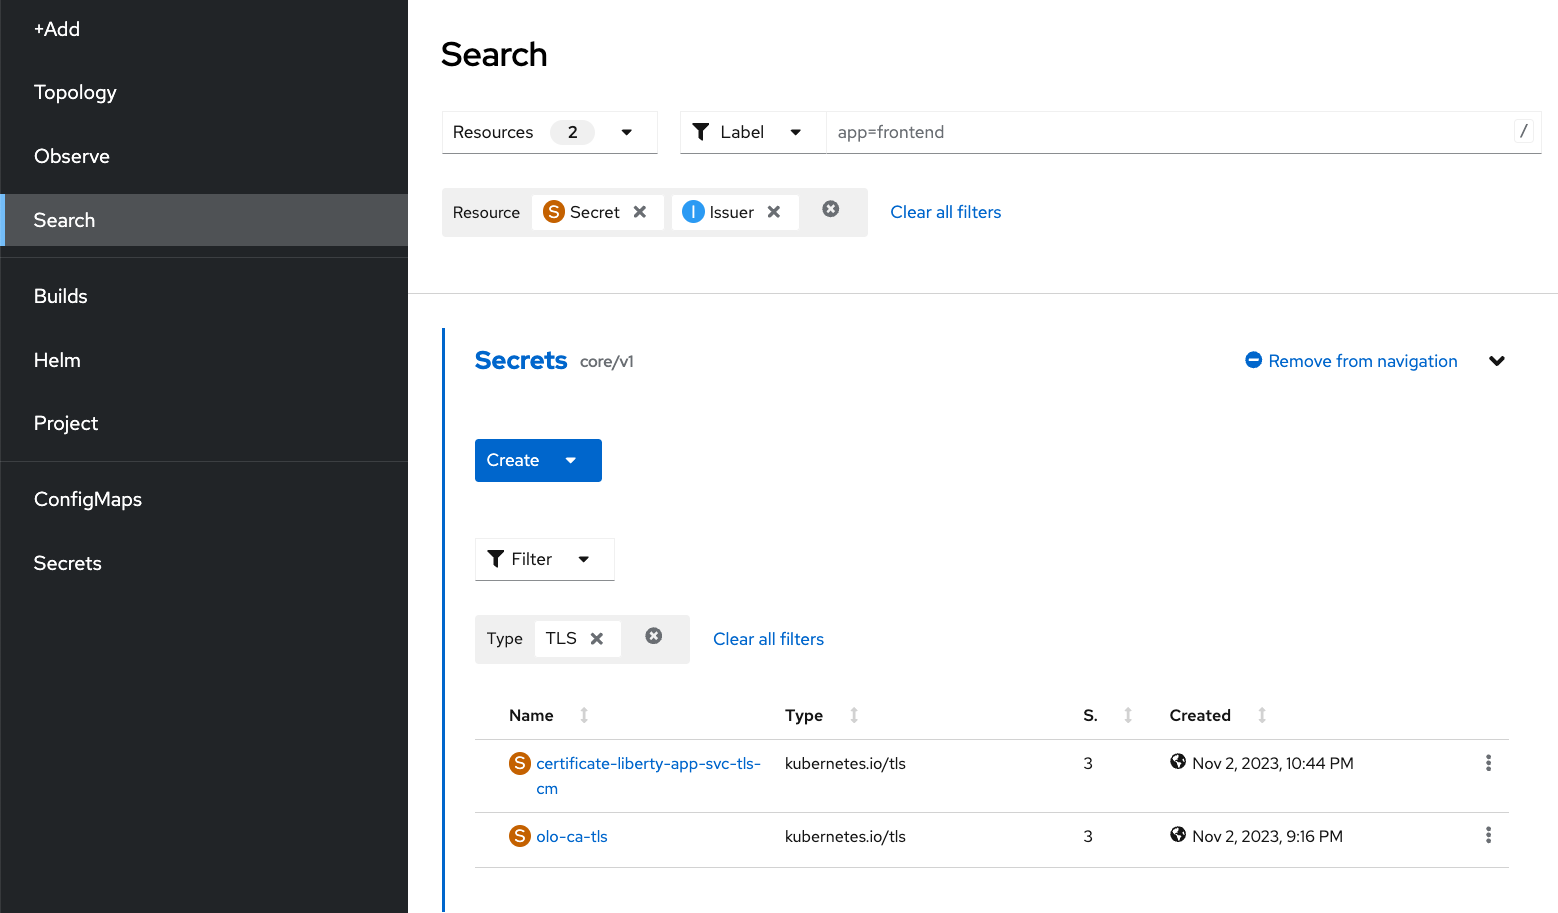 +Add
Topology
Observe
Search
Builds
Helm
Project
ConfigMaps
Secrets
Search
Resources 2
Label app=frontend /
Resource S Secret I Issuer Clear all filters
Secrets core/v1 Remove from navigation
Create
Filter
Type TLS Clear all filters
Name Type S. Created
S certificate-liberty-app-svc-tls- kubernetes.io/tls 3 Nov 2, 2023, 10:44 PM
cm
S olo-ca-tls kubernetes.io/tls 3 Nov 2, 2023, 9:16 PM